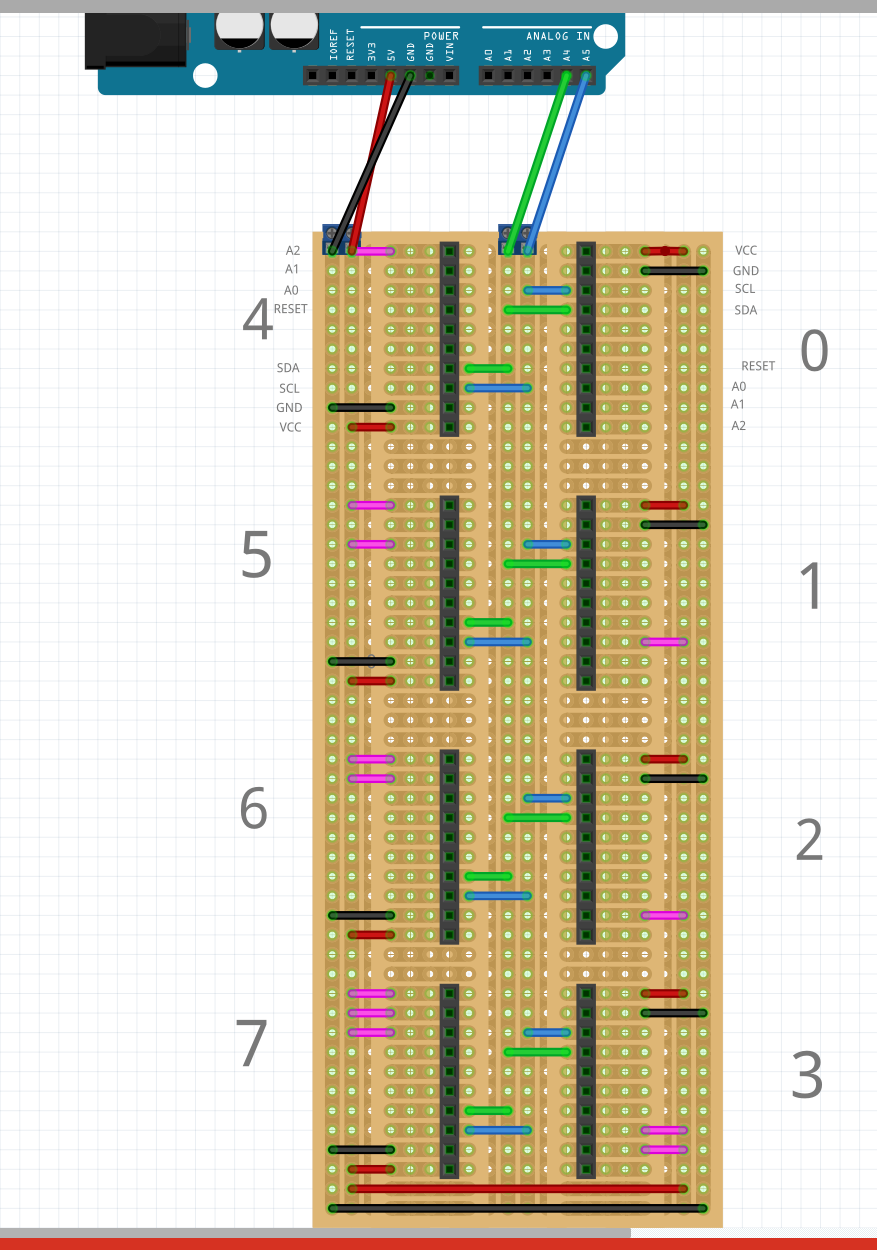 POWER
ANALOG IN
IOREF
RESET
3V3
5V
GND
GND
VIN
A0
A1
A2
A3
A4
A5
A2
A1
A0
RESET
4
SDA
SCL
GND
VCC
VCC
GND
SCL
SDA
0
RESET
A0
A1
A2
5
1
6
2
7
3